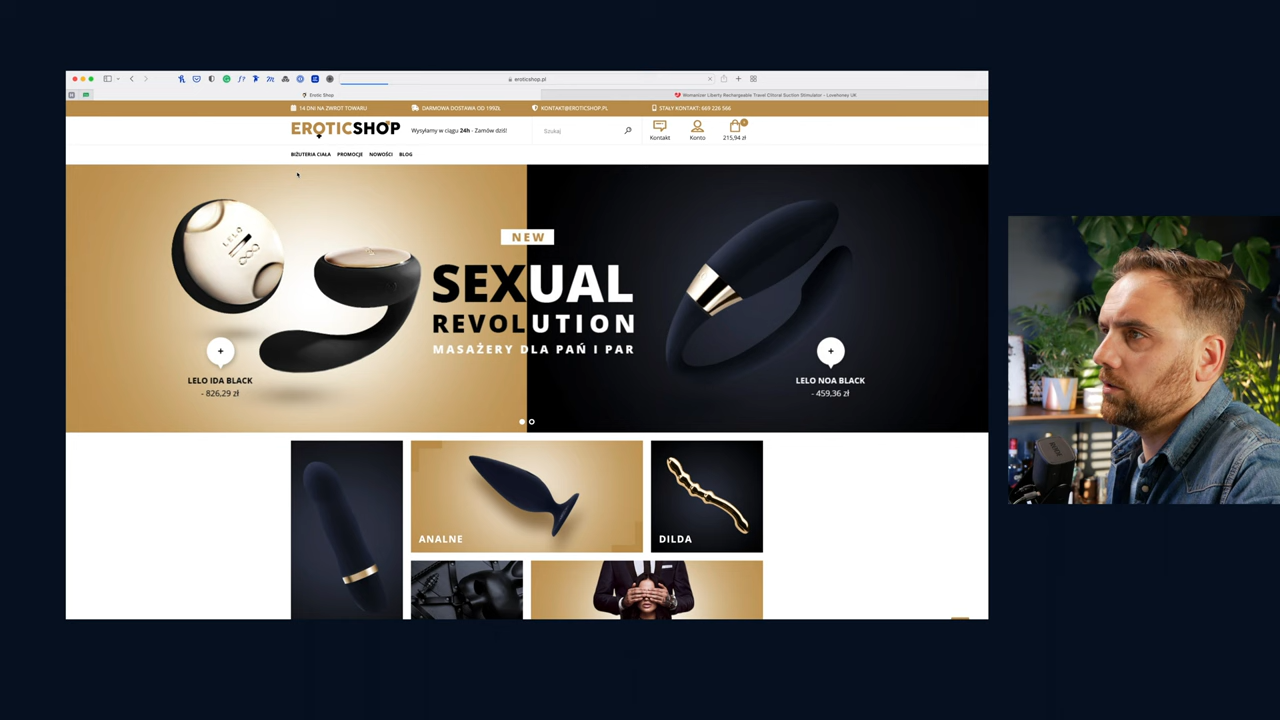 eroticshop.pl
Erotic Shop
Womanizer Liberty Rechargeable Travel Clitoral Suction Stimulator - Lovehoney UK
14 DNI NA ZWROT TOWARU
DARMOWA DOSTAWA OD 199ZŁ
KONTAKT@EROTICSHOP.PL
STAŁY KONTAKT: 669 226 566
EROTICSHOP
Wysyłamy w ciągu 24h - Zamów dziś!
Szukaj
Kontakt
Konto
215,94 zł
BIŻUTERIA CIAŁA
PROMOCJE
NOWOŚCI
BLOG
LELO
NEW
SEXUAL
REVOLUTION
MASAŻERY DLA PAŃ I PAR
LELO IDA BLACK
- 826,29 zł
LELO NOA BLACK
- 459,36 zł
ANALNE
DILDA